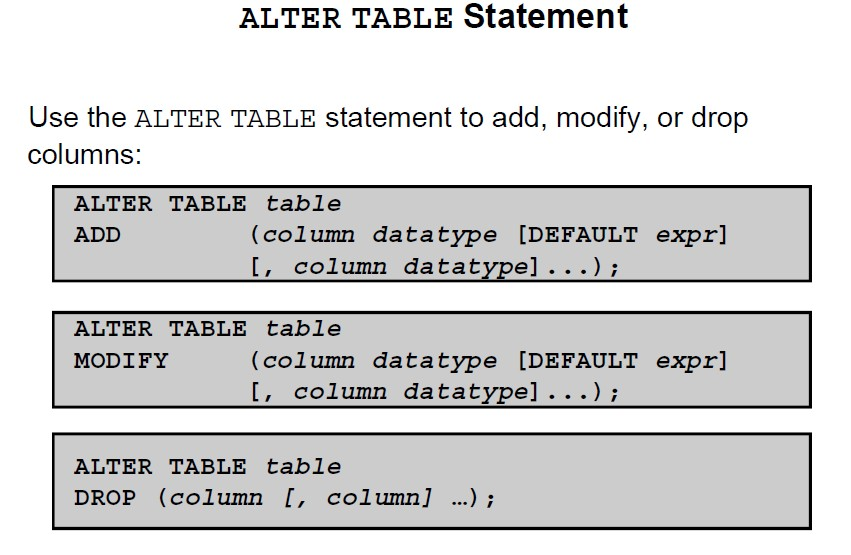 ALTER TABLE Statement
Use the ALTER TABLE statement to add, modify, or drop
columns:
ALTER TABLE table
ADD (column datatype [DEFAULT expr]
[, column datatype]...);
ALTER TABLE table
MODIFY (column datatype [DEFAULT expr]
[, column datatype]...);
ALTER TABLE table
DROP (column [, column] …);